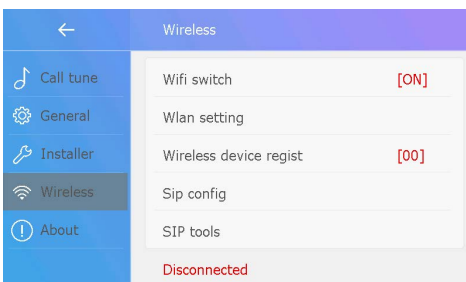 Wireless
Call tune
General
Installer
Wireless
About
Wifi switch [ON]
Wlan setting
Wireless device regist [00]
Sip config
SIP tools
Disconnected